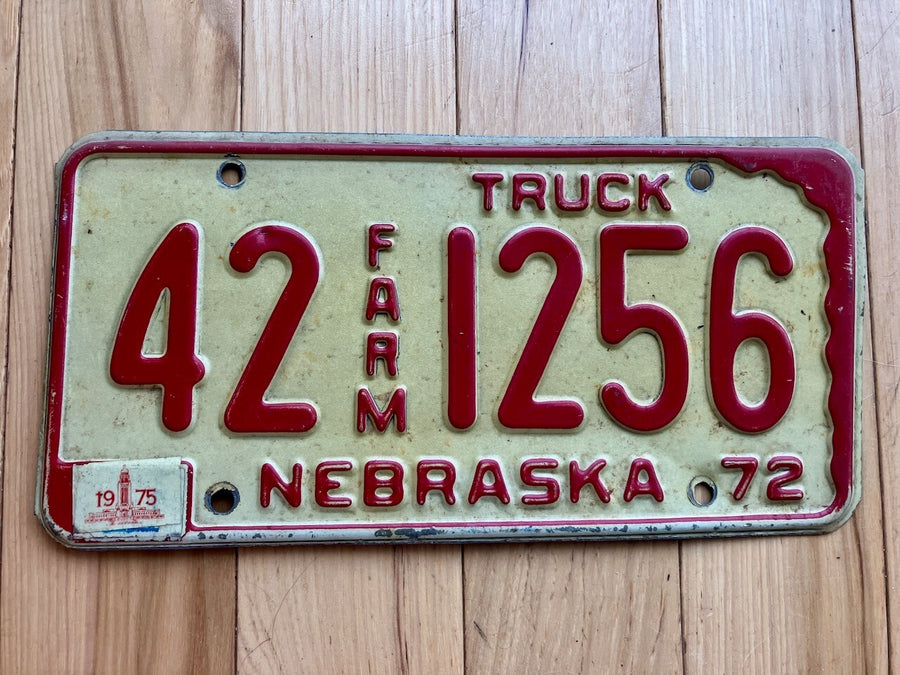 TRUCK
42 FARM 1256
1975
NEBRASKA 72